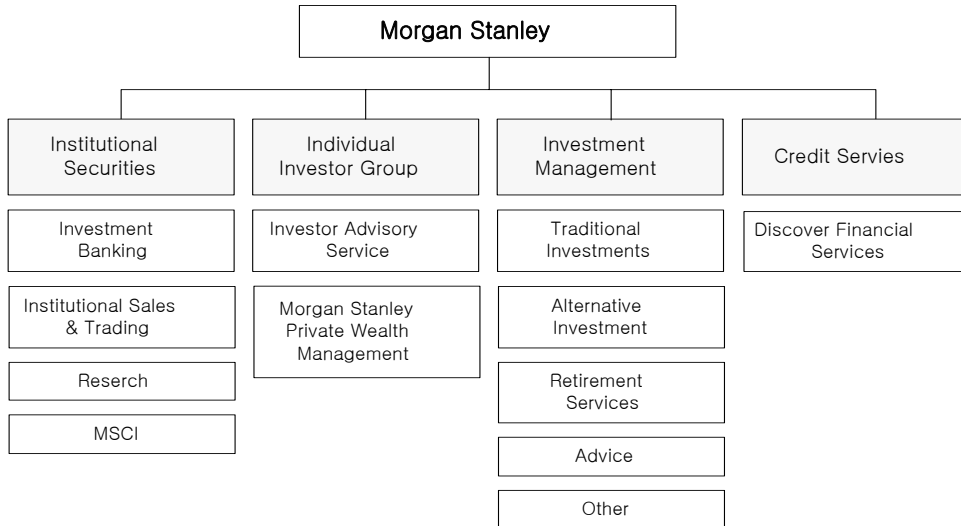 Morgan Stanley
Institutional
Securities
Individual
Investor Group
Investment
Management
Credit Servies
Investment
Banking
Investor Advisory
Service
Traditional
Investments
Discover Financial
Services
Institutional Sales
& Trading
Morgan Stanley
Private Wealth
Management
Alternative
Investment
Reserch
Retirement
Services
MSCI
Advice
Other